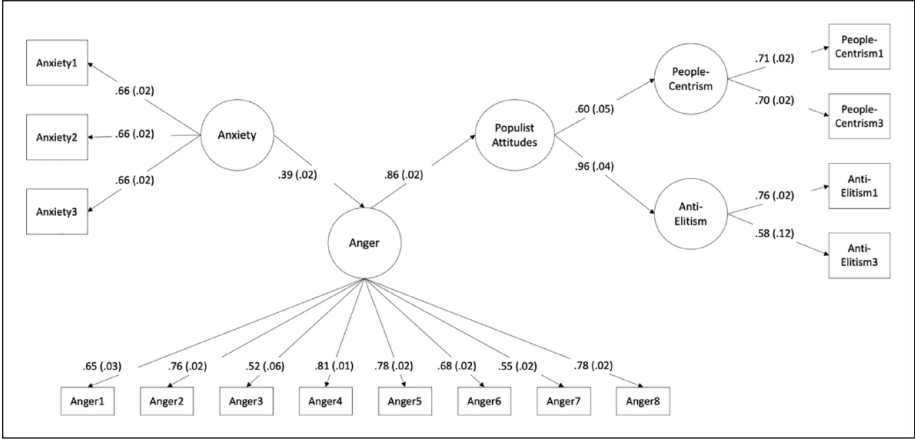 Anxiety1
Anxiety2
Anxiety3
.66 (.02)
.66 (.02)
.66 (.02)
Anxiety
.39 (.02)
Anger
.86 (.02)
Populist
Attitudes
.60 (.05)
.96 (.04)
People-
Centrism
.71 (.02)
.70 (.02)
People-
Centrism1
People-
Centrism3
Anti-
Elitism
.76 (.02)
.58 (.12)
Anti-
Elitism1
Anti-
Elitism3
.65 (.03)
.76 (.02)
.52 (.06)
.81 (.01)
.78 (.02)
.68 (.02)
.55 (.02)
.78 (.02)
Anger1
Anger2
Anger3
Anger4
Anger5
Anger6
Anger7
Anger8